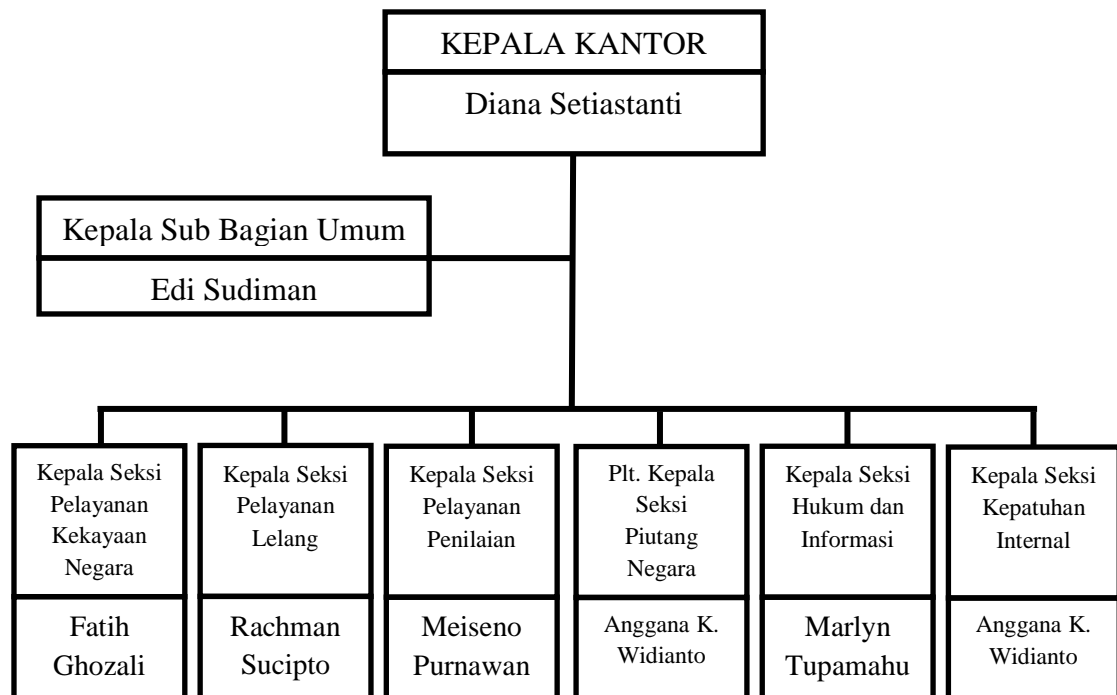 KEPALA KANTOR
Diana Setiastanti
Kepala Sub Bagian Umum
Edi Sudiman
Kepala Seksi
Pelayanan
Kekayaan
Negara
Fatih
Ghozali
Kepala Seksi
Pelayanan
Lelang
Rachman
Sucipto
Kepala Seksi
Pelayanan
Penilaian
Meiseno
Purnawan
Plt. Kepala
Seksi
Piutang
Negara
Anggana K.
Widianto
Kepala Seksi
Hukum dan
Informasi
Marlyn
Tupamahu
Kepala Seksi
Kepatuhan
Internal
Anggana K.
Widianto